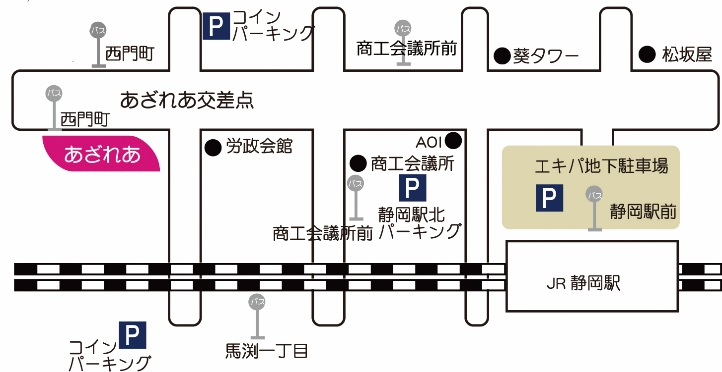 P コイン
パーキング
バス
西門町
バス
商工会議所前
葵タワー
松坂屋
あざれあ交差点
バス
西門町
あざれあ
労政会館
AOI
商工会議所
エキパ地下駐車場
バス
商工会議所前
P
静岡駅北
パーキング
P
バス
静岡駅前
JR 静岡駅
バス
馬渕一丁目
P
コイン
パーキング